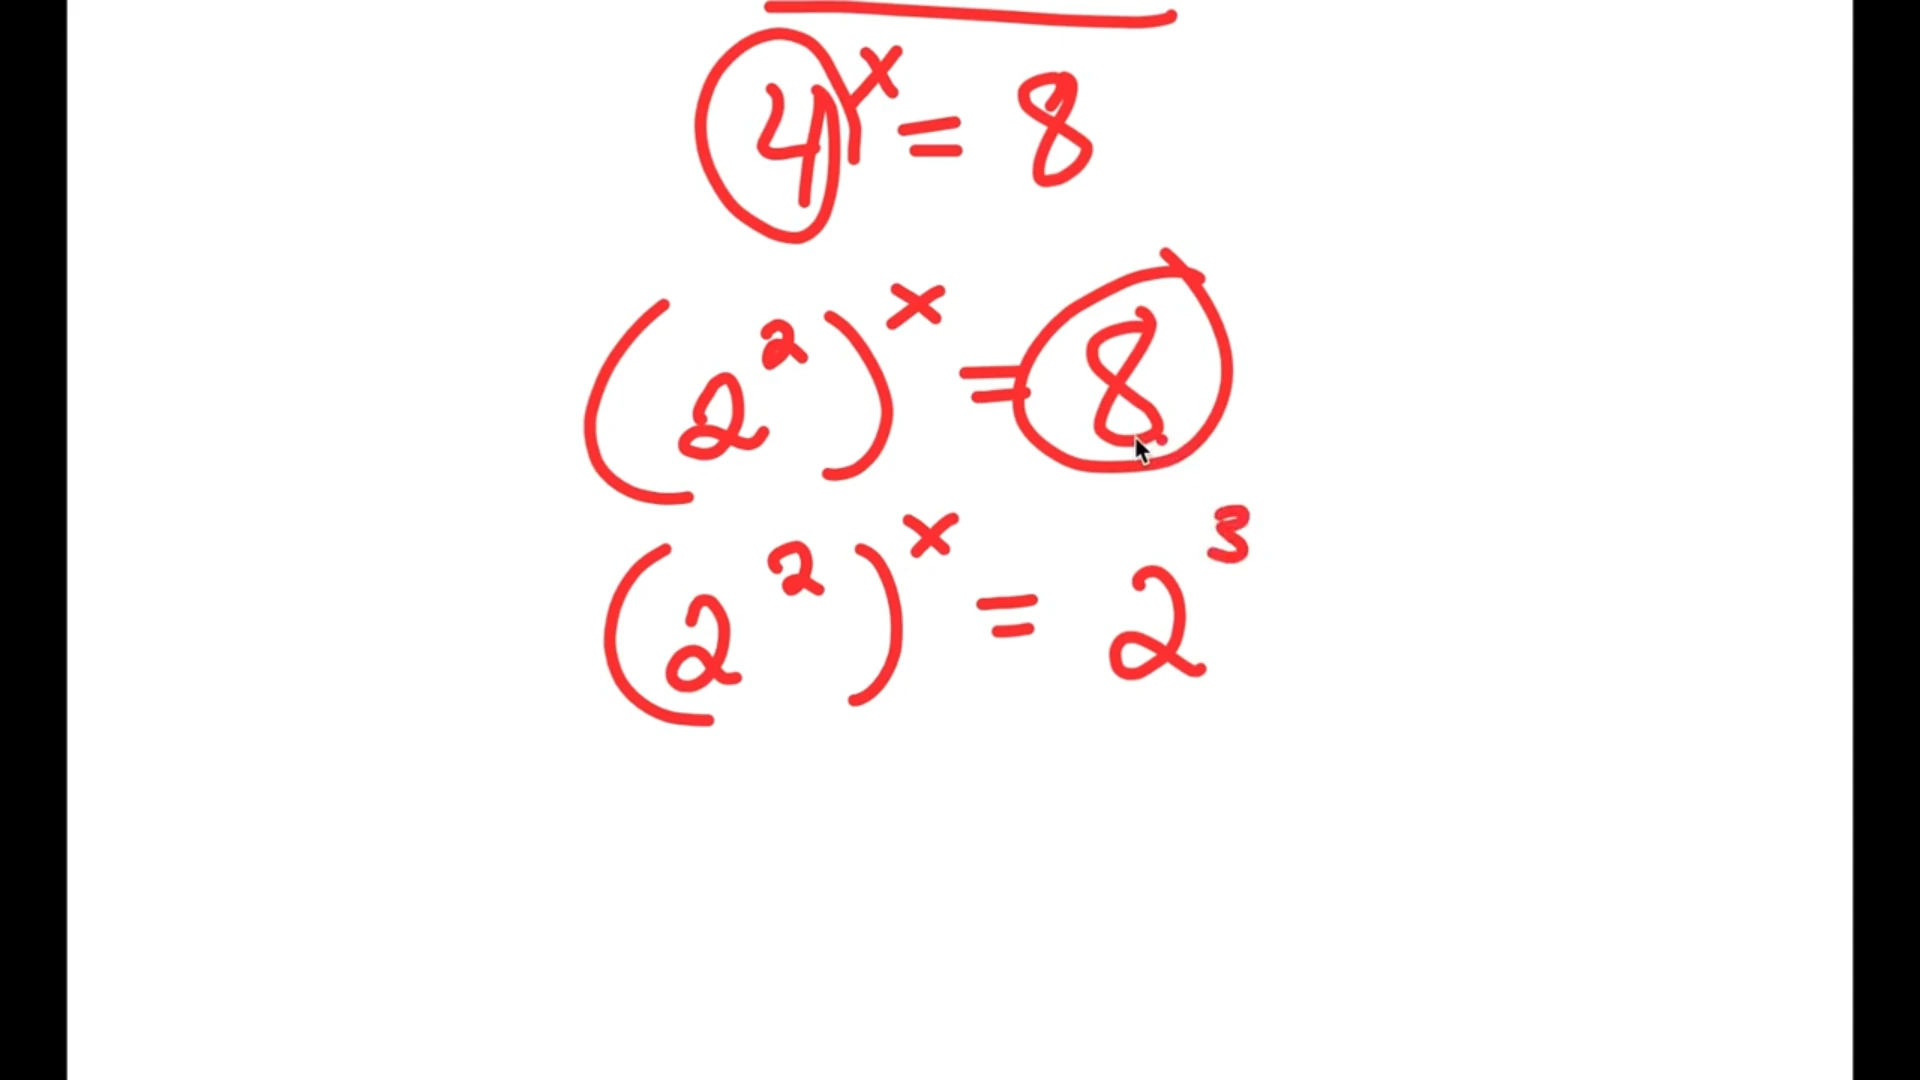 4^x = 8
(2^2)^x = 8
(2^2)^x = 2^3